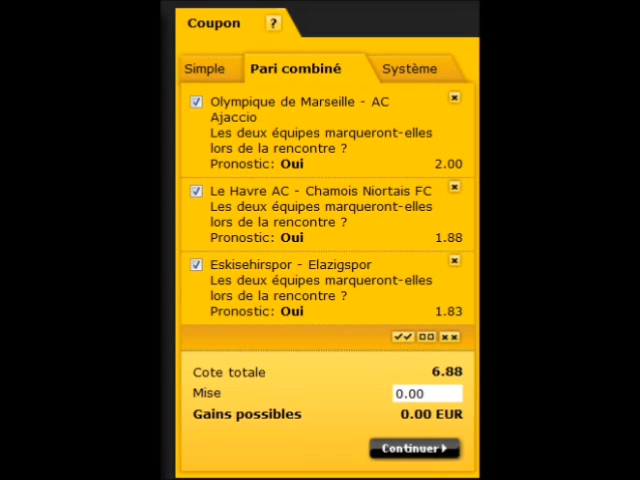 Coupon ?
Simple Pari combiné Système
Olympique de Marseille - AC
Ajaccio
Les deux équipes marqueront-elles
lors de la rencontre ?
Pronostic: Oui 2.00
Le Havre AC - Chamois Niortais FC
Les deux équipes marqueront-elles
lors de la rencontre ?
Pronostic: Oui 1.88
Eskisehirspor - Elazigspor
Les deux équipes marqueront-elles
lors de la rencontre ?
Pronostic: Oui 1.83
Cote totale 6.88
Mise 0.00
Gains possibles 0.00 EUR
Continuer